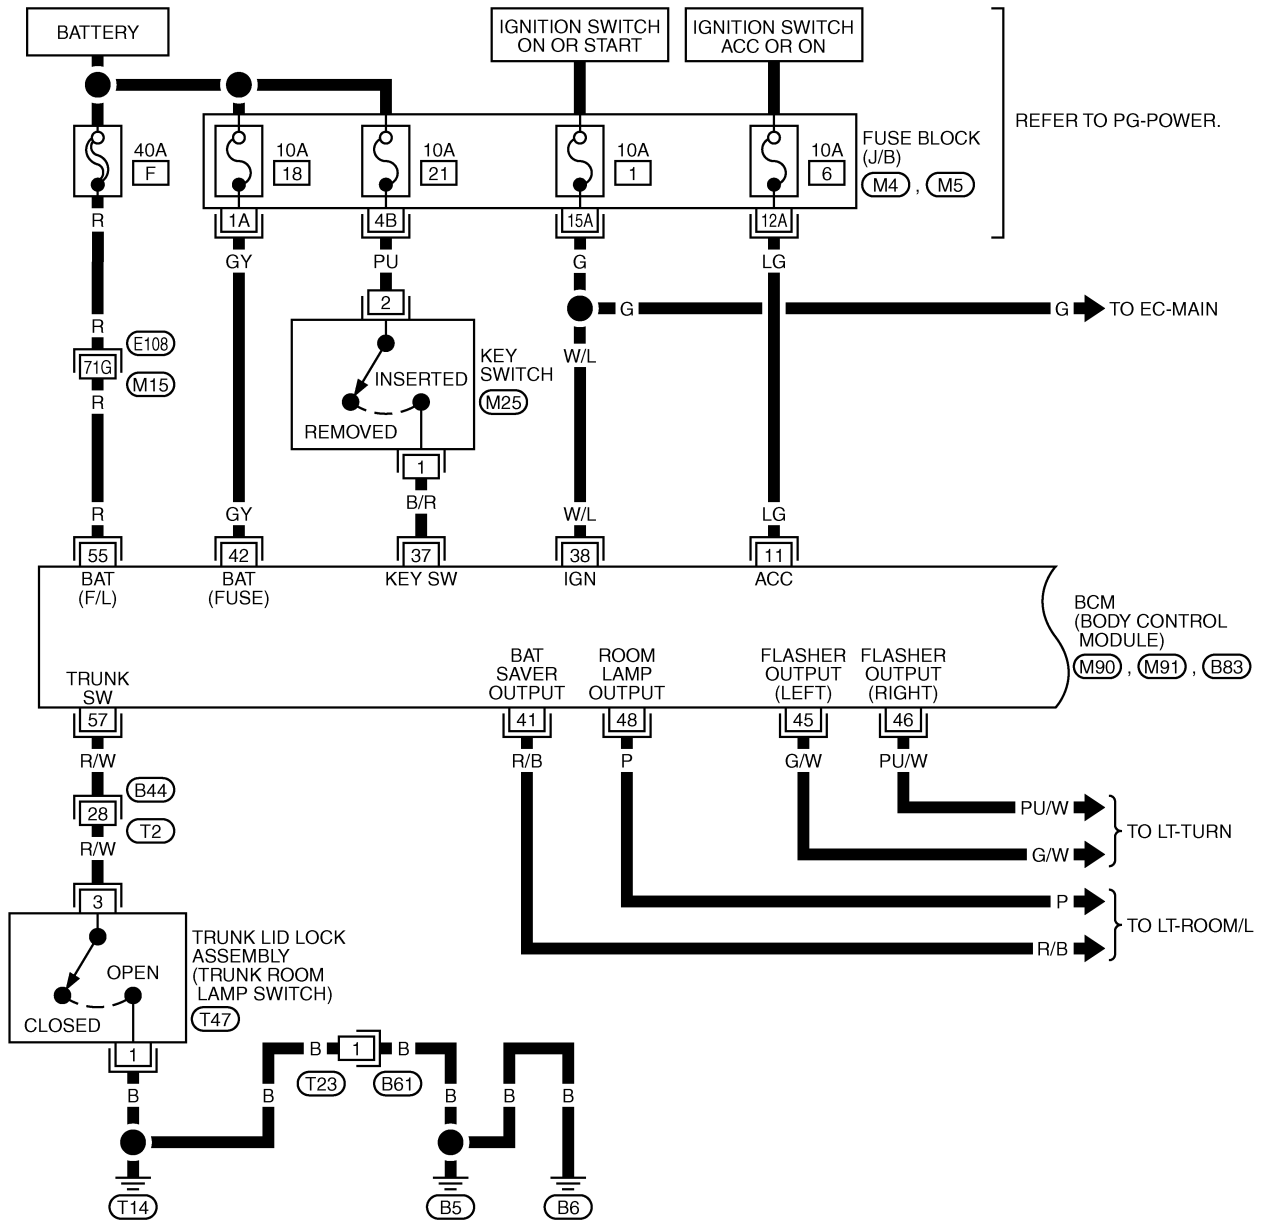 BATTERY
IGNITION SWITCH
ON OR START
IGNITION SWITCH
ACC OR ON
REFER TO PG-POWER.
40A
F
10A
18
10A
21
10A
1
10A
6
FUSE BLOCK
(J/B)
M4 , M5
R
1A
4B
15A
12A
GY
PU
G
LG
2
G
G
TO EC-MAIN
R
E108
71G
M15
R
W/L
KEY
SWITCH
M25
INSERTED
REMOVED
1
B/R
R
GY
W/L
LG
55
42
37
38
11
BAT
(F/L)
BAT
(FUSE)
KEY SW
IGN
ACC
BCM
(BODY CONTROL
MODULE)
M90 , M91 , B83
TRUNK
SW
BAT
SAVER
OUTPUT
ROOM
LAMP
OUTPUT
FLASHER
OUTPUT
(LEFT)
FLASHER
OUTPUT
(RIGHT)
57
41
48
45
46
R/W
R/B
P
G/W
PU/W
B44
28
T2
R/W
PU/W
G/W
TO LT-TURN
P
R/B
TO LT-ROOM/L
3
TRUNK LID LOCK
ASSEMBLY
(TRUNK ROOM
LAMP SWITCH)
T47
OPEN
CLOSED
1
B
1
B
T23
B61
B
B
B
B
B
T14
B5
B6